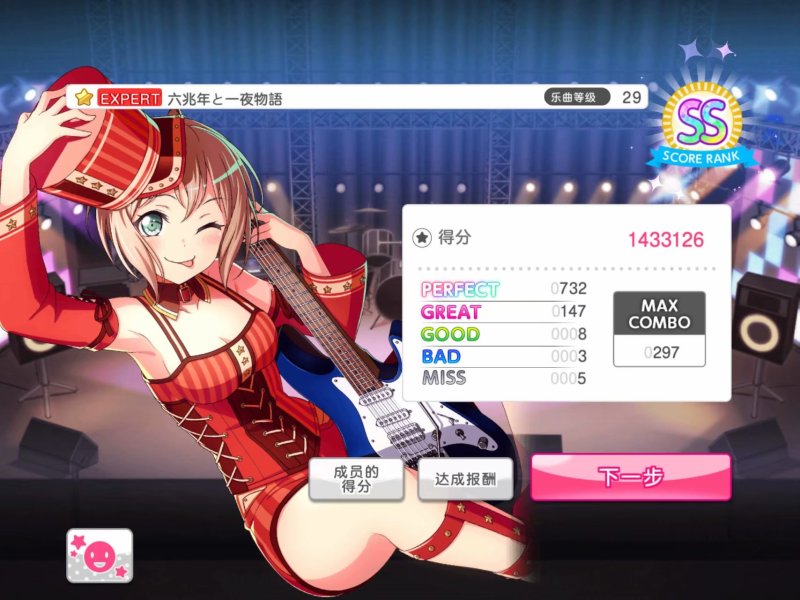 EXPERT 六兆年と一夜物語 乐曲等级 29
SS
SCORE RANK
得分 1433126
PERFECT 0732
GREAT 0147
GOOD 0008
BAD 0003
MISS 0005
MAX
COMBO
0297
成员的
得分
达成报酬
下一步